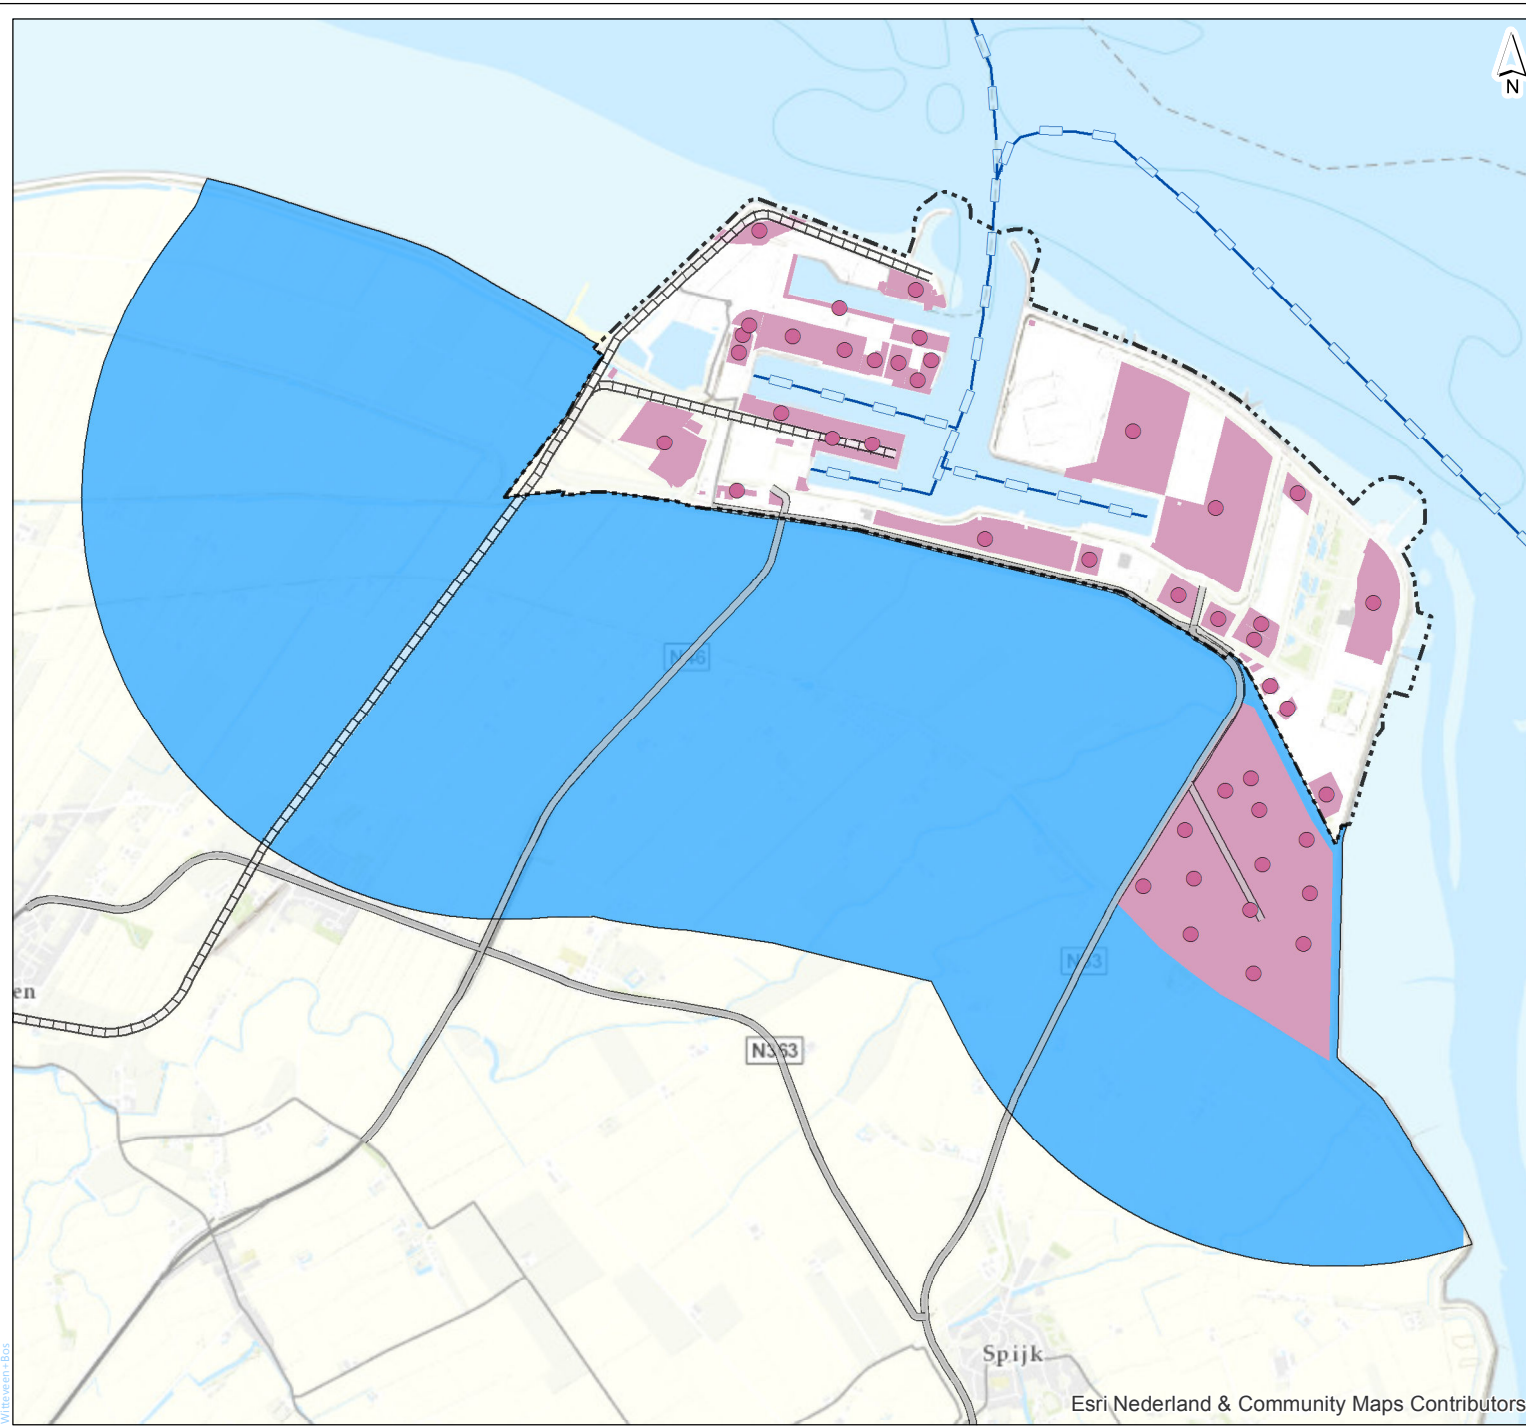 N
N46
N33
en
N363
Spijk
Esri Nederland & Community Maps Contributors
Witteveen+Bos